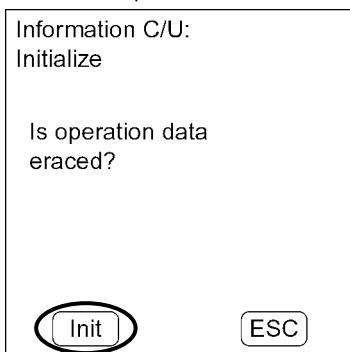 Information C/U:
Initialize
Is operation data
eraced?
Init ESC